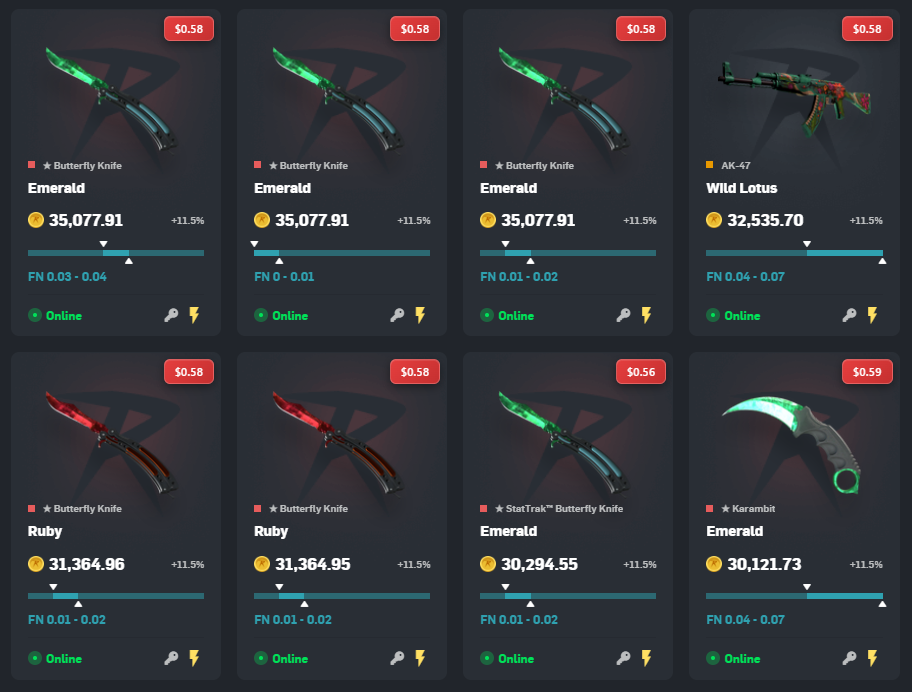 $0.58
★ Butterfly Knife
Emerald
35,077.91 +11.5%
FN 0.03 - 0.04
Online
$0.58
★ Butterfly Knife
Emerald
35,077.91 +11.5%
FN 0 - 0.01
Online
$0.58
★ Butterfly Knife
Emerald
35,077.91 +11.5%
FN 0.01 - 0.02
Online
$0.58
AK-47
Wild Lotus
32,535.70 +11.5%
FN 0.04 - 0.07
Online
$0.58
★ Butterfly Knife
Ruby
31,364.96 +11.5%
FN 0.01 - 0.02
Online
$0.58
★ Butterfly Knife
Ruby
31,364.95 +11.5%
FN 0.01 - 0.02
Online
$0.56
★ StatTrak™ Butterfly Knife
Emerald
30,294.55 +11.5%
FN 0.01 - 0.02
Online
$0.59
★ Karambit
Emerald
30,121.73 +11.5%
FN 0.04 - 0.07
Online